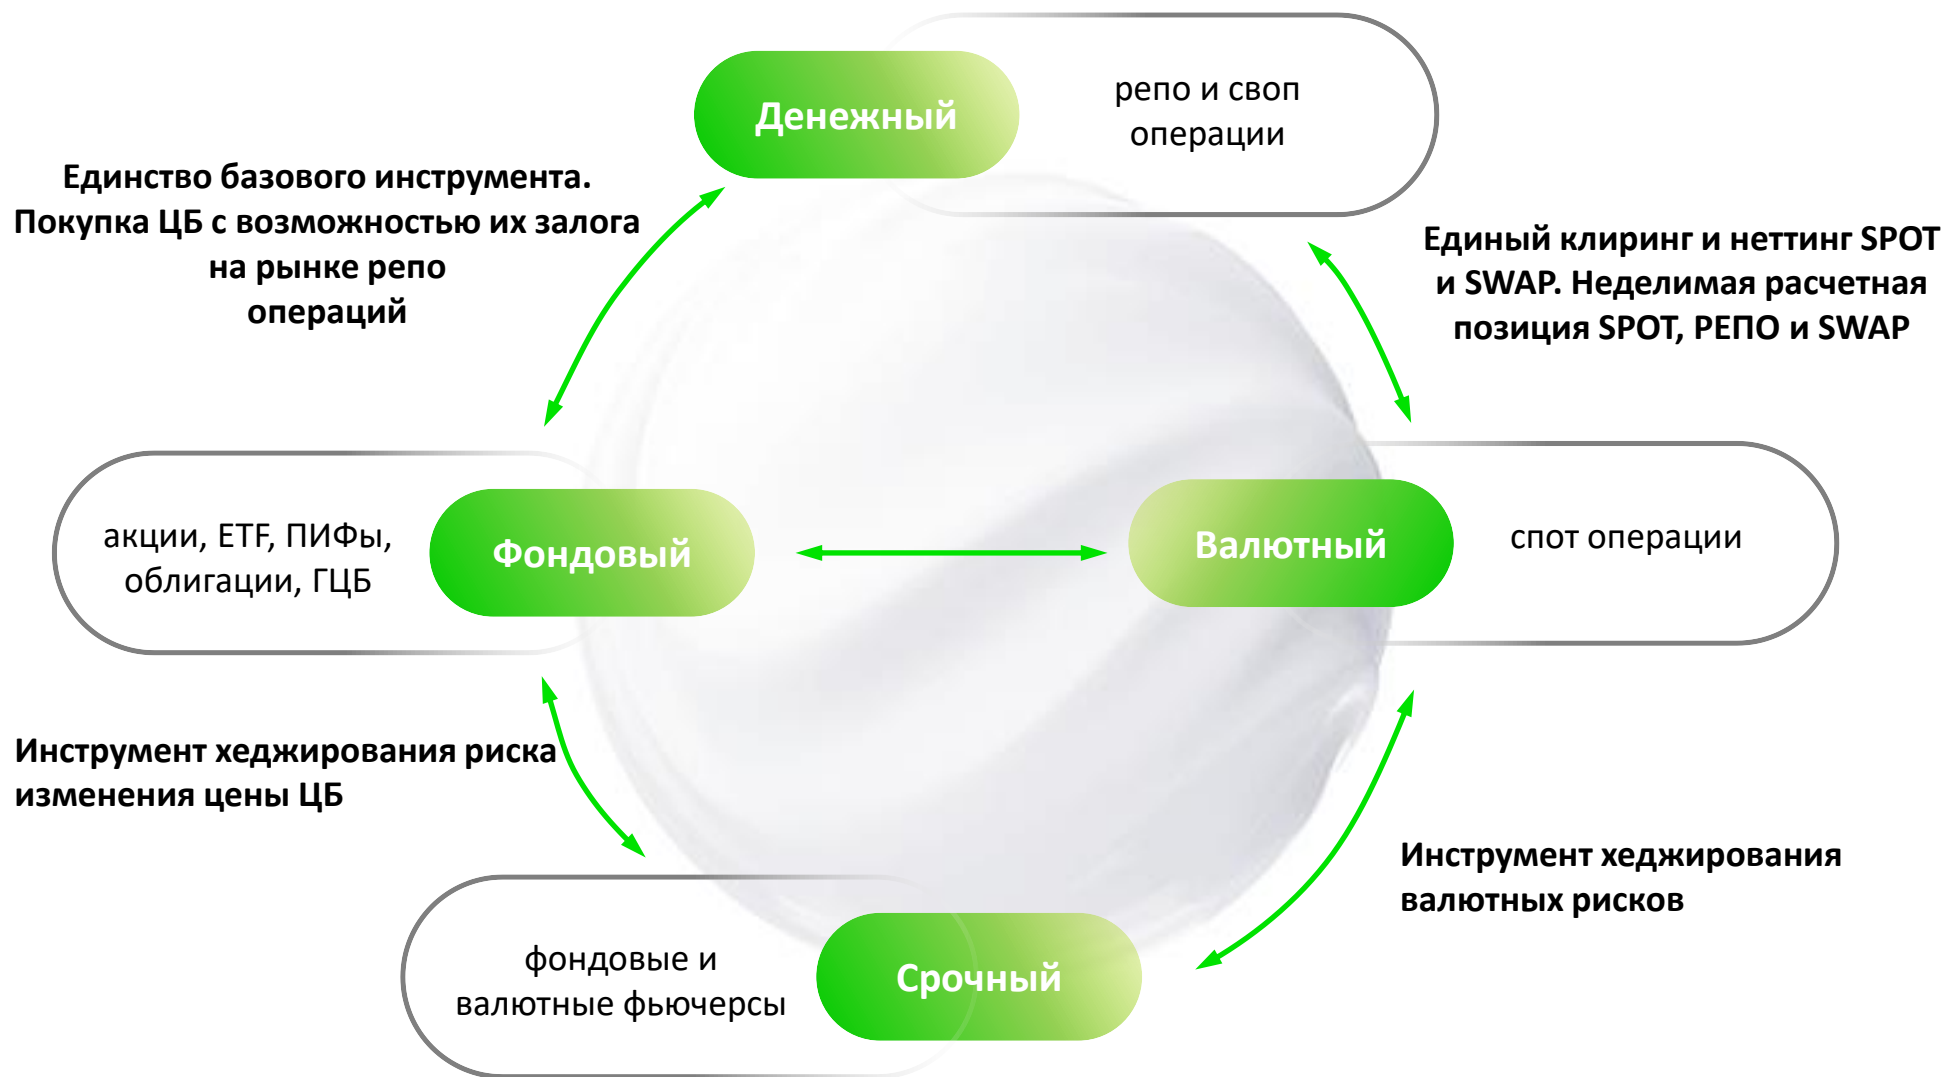 Денежный
репо и своп
операции
Единство базового инструмента.
Покупка ЦБ с возможностью их залога
на рынке репо
операций
Единый клиринг и неттинг SPOT
и SWAP. Неделимая расчетная
позиция SPOT, РЕПО и SWAP
акции, ETF, ПИФы,
облигации, ГЦБ
Фондовый
Валютный
спот операции
Инструмент хеджирования риска
изменения цены ЦБ
Инструмент хеджирования
валютных рисков
фондовые и
валютные фьючерсы
Срочный